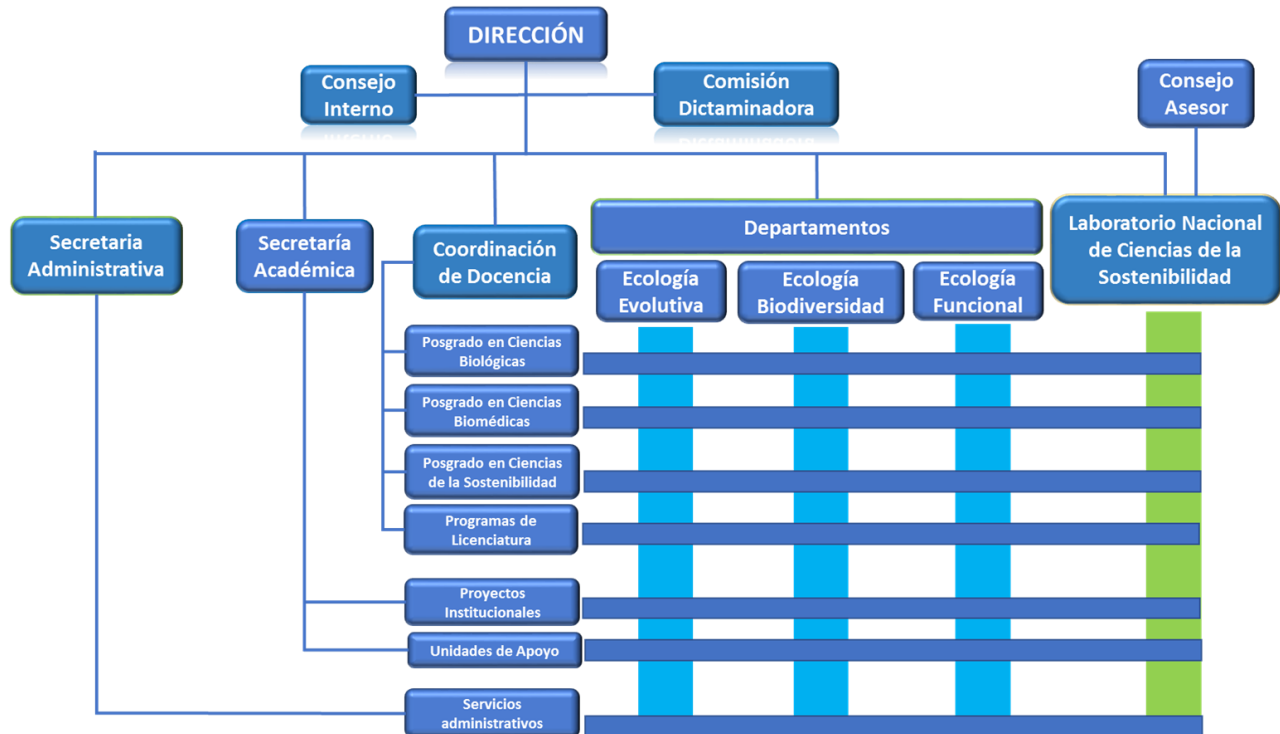 DIRECCIÓN
Consejo
Interno
Comisión
Dictaminadora
Consejo
Asesor
Secretaria
Administrativa
Secretaría
Académica
Coordinación
de Docencia
Departamentos
Laboratorio Nacional
de Ciencias de la
Sostenibilidad
Ecología
Evolutiva
Ecología
Biodiversidad
Ecología
Funcional
Posgrado en Ciencias
Biológicas
Posgrado en Ciencias
Biomédicas
Posgrado en Ciencias
de la Sostenibilidad
Programas de
Licenciatura
Proyectos
Institucionales
Unidades de Apoyo
Servicios
administrativos